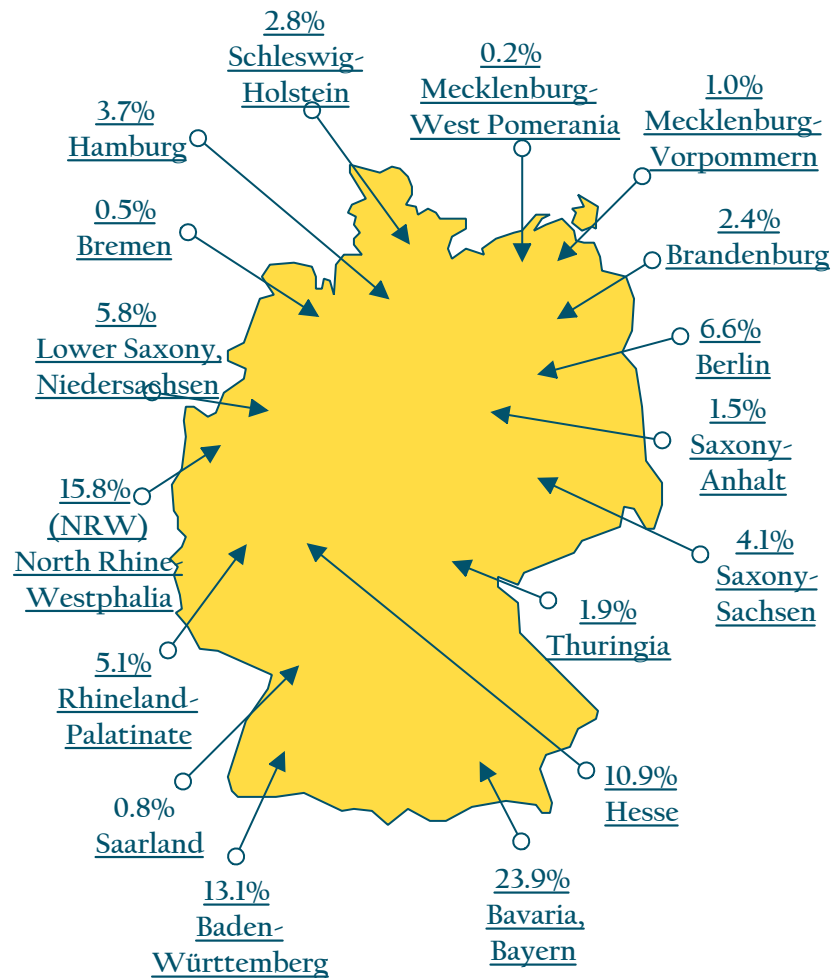 2.8%
Schleswig-
Holstein
0.2%
Mecklenburg-
West Pomerania
1.0%
Mecklenburg-
Vorpommern
3.7%
Hamburg
0.5%
Bremen
2.4%
Brandenburg
5.8%
Lower Saxony,
Niedersachsen
6.6%
Berlin
1.5%
Saxony-
Anhalt
15.8%
(NRW)
North Rhine-
Westphalia
4.1%
Saxony-
Sachsen
1.9%
Thuringia
5.1%
Rhineland-
Palatinate
10.9%
Hesse
0.8%
Saarland
13.1%
Baden-
Württemberg
23.9%
Bavaria,
Bayern